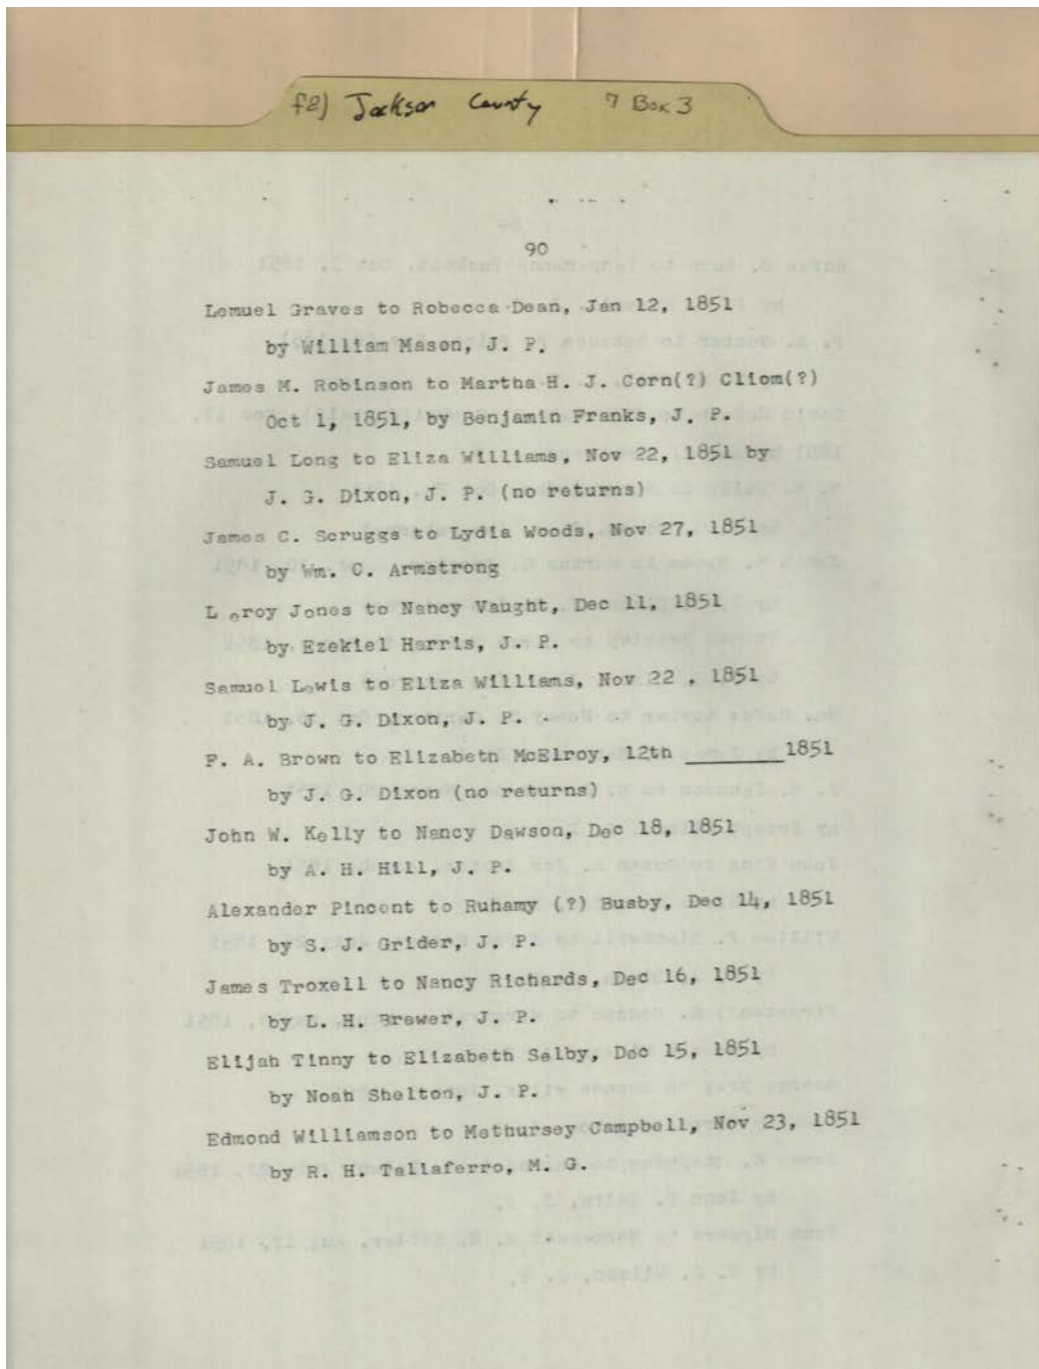 f2) Jackson County 7 Box 3
90
Lemuel Graves to Robecca Dean, Jan 12, 1851
by William Mason, J. P.
James M. Robinson to Martha H. J. Corn(?) Cliom(?)
Oct 1, 1851, by Benjamin Franks, J. P.
Samuel Long to Eliza Williams, Nov 22, 1851 by
J. G. Dixon, J. P. (no returns)
James C. Scruggs to Lydia Woods, Nov 27, 1851
by Wm. C. Armstrong
L eroy Jones to Nancy Vaught, Dec 11, 1851
by Ezekiel Harris, J. P.
Samuel Lewis to Eliza Williams, Nov 22 , 1851
by J. G. Dixon, J. P.
F. A. Brown to Elizabeth McElroy, 12th ________1851
by J. G. Dixon (no returns)
John W. Kelly to Nancy Dawson, Dec 18, 1851
by A. H. Hill, J. P.
Alexander Pincent to Ruhamy (?) Busby, Dec 14, 1851
by S. J. Grider, J. P.
James Troxell to Nancy Richards, Dec 16, 1851
by L. H. Brewer, J. P.
Elijah Tinny to Elizabeth Selby, Dec 15, 1851
by Noah Shelton, J. P.
Edmond Williamson to Methursey Campbell, Nov 23, 1851
by R. H. Taliaferro, M. G.